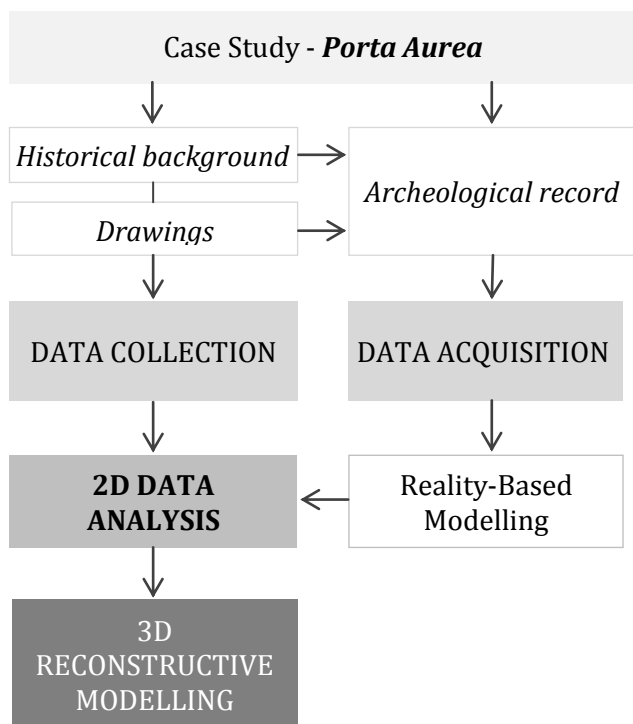 Case Study - Porta Aurea
Historical background
Archeological record
Drawings
DATA COLLECTION
DATA ACQUISITION
2D DATA
ANALYSIS
Reality-Based
Modelling
3D
RECONSTRUCTIVE
MODELLING